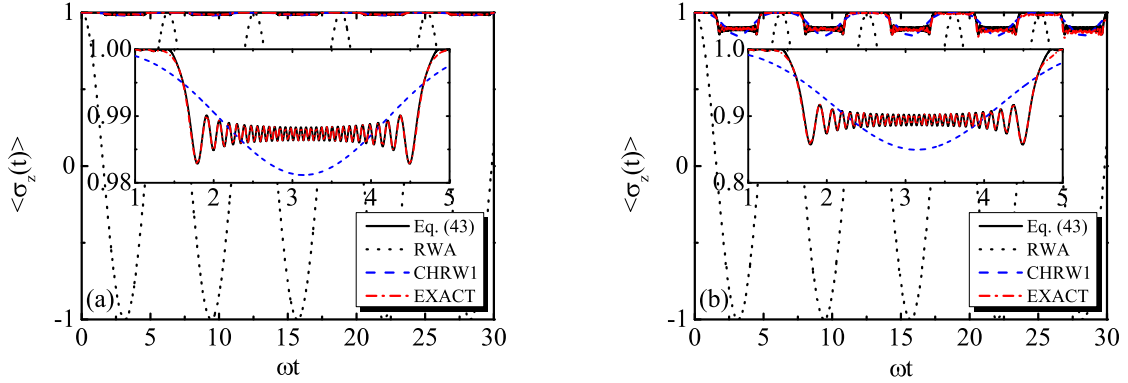 1
0
-1
<σz(t)>
1.00
0.99
0.98
1 2 3 4 5
Eq. (43)
RWA
CHRW1
EXACT
(a)
0 5 10 15 20 25 30
ωt
1
0
-1
<σz(t)>
1.0
0.9
0.8
1 2 3 4 5
Eq. (43)
RWA
CHRW1
EXACT
(b)
0 5 10 15 20 25 30
ωt